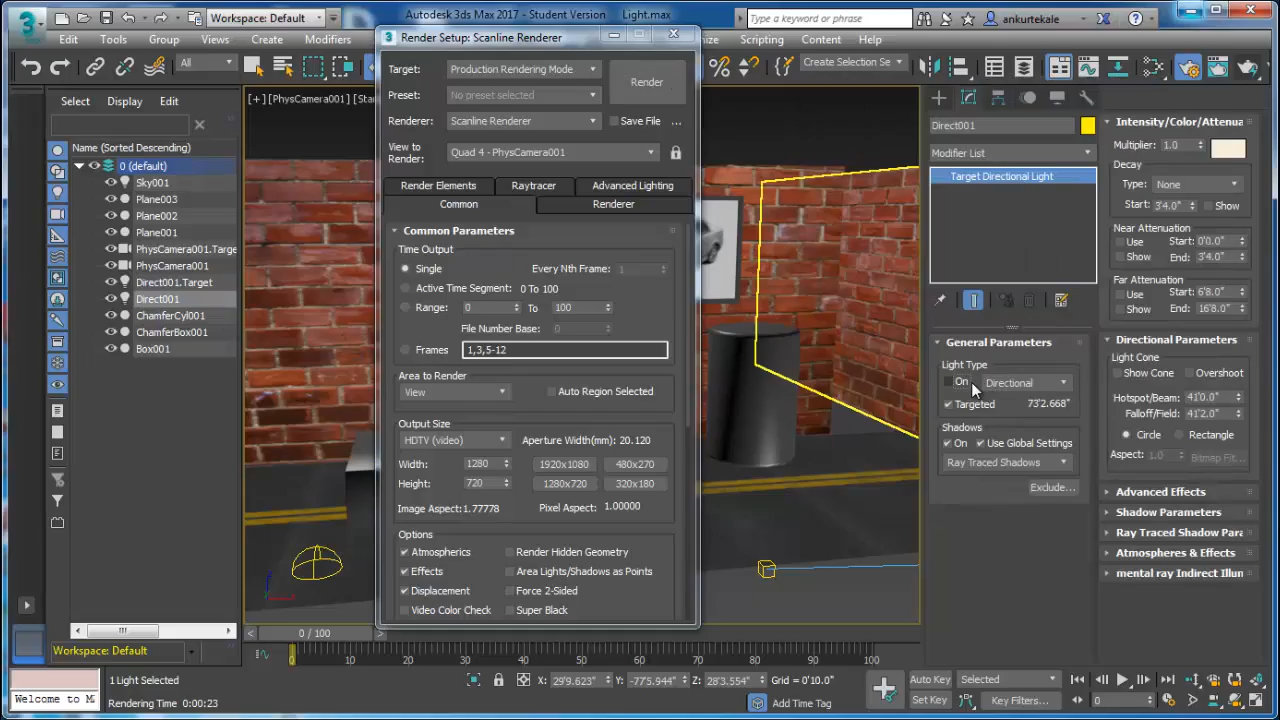 Workspace: Default
Autodesk 3ds Max 2017 - Student Version Light.max
Type a keyword or phrase
ankurtekale
Edit Tools Group Views Create Modifiers
Scripting Content Help
All
Create Selection Se
Render Setup: Scanline Renderer
Target: Production Rendering Mode
Preset: No preset selected
Renderer: Scanline Renderer
Save File ...
View to
Render:
Quad 4 - PhysCamera001
Render
Render Elements Raytracer Advanced Lighting
Common Renderer
Common Parameters
Time Output
Single Every Nth Frame: 1
Active Time Segment: 0 To 100
Range: 0 To 100
File Number Base: 0
Frames 1,3,5-12
Area to Render
View Auto Region Selected
Output Size
HDTV (video) Aperture Width(mm): 20.120
Width: 1280 1920x1080 480x270
Height: 720 1280x720 320x180
Image Aspect: 1.77778 Pixel Aspect: 1.00000
Options
Atmospherics Render Hidden Geometry
Effects Area Lights/Shadows as Points
Displacement Force 2-Sided
Video Color Check Super Black
Select Display Edit
Name (Sorted Descending)
0 (default)
Sky001
Plane003
Plane002
Plane001
PhysCamera001.Targe
PhysCamera001
Direct001.Target
Direct001
ChamferCyl001
ChamferBox001
Box001
Workspace: Default
[+] [PhysCamera001] [Sta
Direct001
Modifier List
Target Directional Light
General Parameters
Light Type
On Directional
Targeted 73'2.668"
Shadows
On Use Global Settings
Ray Traced Shadows
Exclude...
Intensity/Color/Attenua
Multiplier: 1.0
Decay
Type: None
Start: 3'4.0" Show
Near Attenuation
Use Start: 0'0.0"
Show End: 3'4.0"
Far Attenuation
Use Start: 6'8.0"
Show End: 16'8.0"
Directional Parameters
Light Cone
Show Cone Overshoot
Hotspot/Beam: 41'0.0"
Falloff/Field: 41'2.0"
Circle Rectangle
Aspect: 1.0 Bitmap Fit...
Advanced Effects
Shadow Parameters
Ray Traced Shadow Para
Atmospheres & Effects
mental ray Indirect Illun
0 / 100
0 10 20 30 40 50 60 70 80 90 100
1 Light Selected
Welcome to M
Rendering Time 0:00:23
X: 29'9.623" Y: -77'5.944" Z: 28'3.554" Grid = 0'10.0"
Add Time Tag
Auto Key Selected
Set Key Key Filters...
0